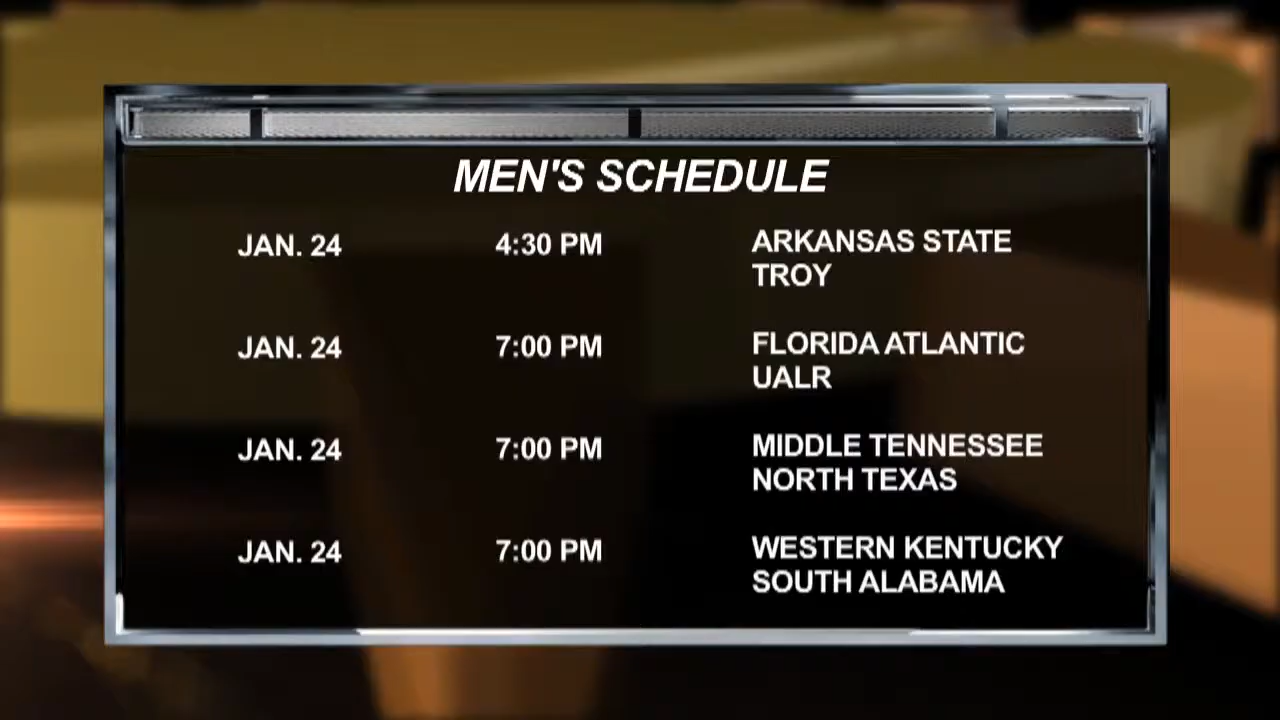 MEN'S SCHEDULE
JAN. 24 4:30 PM ARKANSAS STATE
TROY
JAN. 24 7:00 PM FLORIDA ATLANTIC
UALR
JAN. 24 7:00 PM MIDDLE TENNESSEE
NORTH TEXAS
JAN. 24 7:00 PM WESTERN KENTUCKY
SOUTH ALABAMA